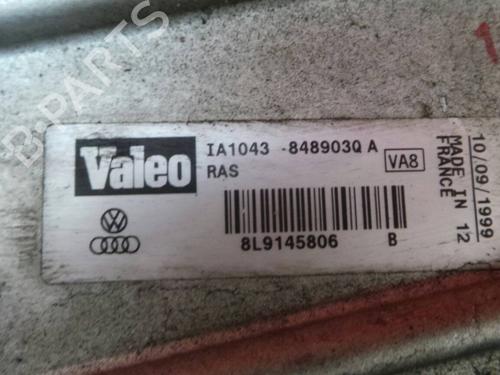 B-PARTS
Valeo
IA1043 -848903Q A
RAS
VA8
8L9145806 B
MADE IN 12
FRANCE
10/09/1999